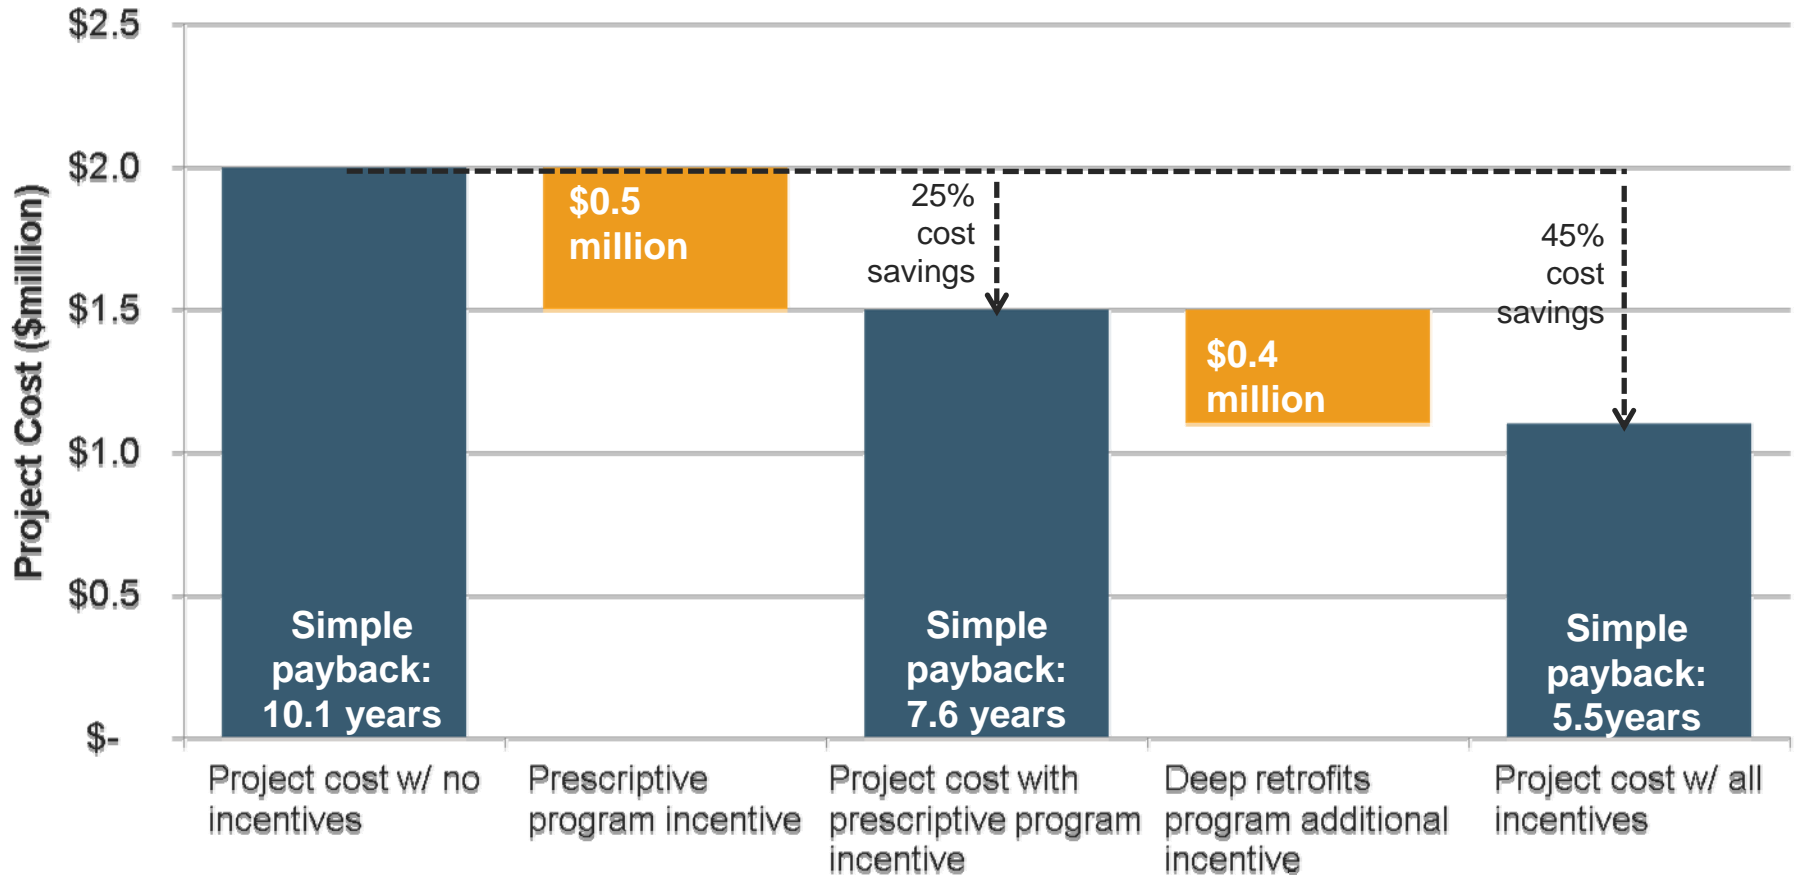 Project Cost ($million)
$2.5
$2.0
$1.5
$1.0
$0.5
$-
$0.5
million
25%
cost
savings
$0.4
million
45%
cost
savings
Simple
payback:
10.1 years
Simple
payback:
7.6 years
Simple
payback:
5.5years
Project cost w/ no
incentives
Prescriptive
program incentive
Project cost with
prescriptive program
incentive
Deep retrofits
program additional
incentive
Project cost w/ all
incentives